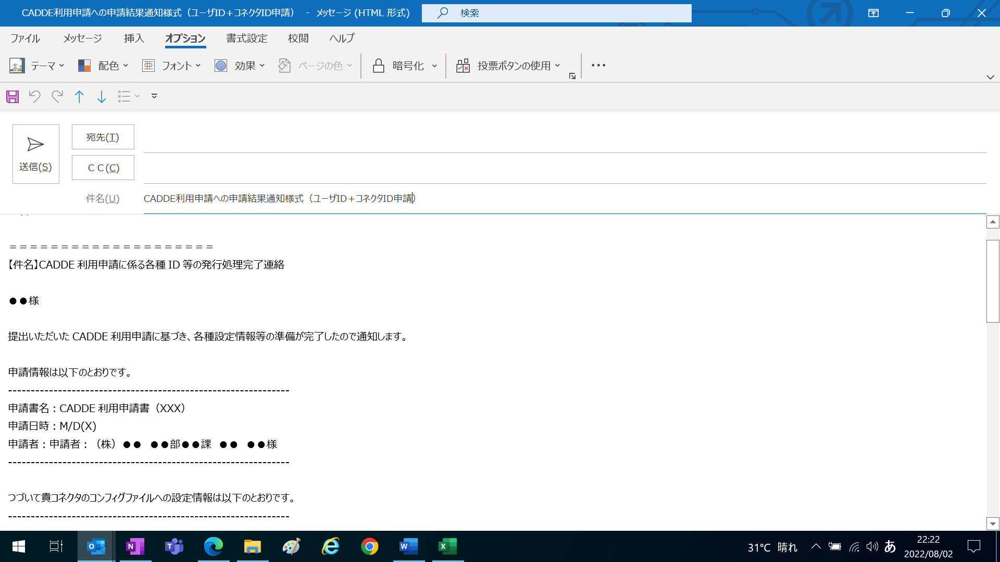 CADDE利用申請への申請結果通知様式（ユーザID＋コネクタID申請） - メッセージ (HTML 形式)
検索
ファイル メッセージ 挿入 オプション 書式設定 校閲 ヘルプ
テーマ 配色 フォント 効果 ページの色 暗号化 投票ボタンの使用
送信(S)
宛先(T)
ＣＣ(C)
件名(U) CADDE利用申請への申請結果通知様式（ユーザID＋コネクタID申請）
＝＝＝＝＝＝＝＝＝＝＝＝＝＝＝＝＝＝＝＝
【件名】CADDE 利用申請に係る各種 ID 等の発行処理完了連絡
●●様
提出いただいた CADDE 利用申請に基づき、各種設定情報等の準備が完了したので通知します。
申請情報は以下のとおりです。
--------------------------------------------------------------
申請書名：CADDE 利用申請書（XXX）
申請日時：M/D(X)
申請者：申請者：（株）●● ●●部●●課 ●● ●●様
--------------------------------------------------------------
つづいて貴コネクタのコンフィグファイルへの設定情報は以下のとおりです。
--------------------------------------------------------------
31°C 晴れ
あ
22:22
2022/08/02